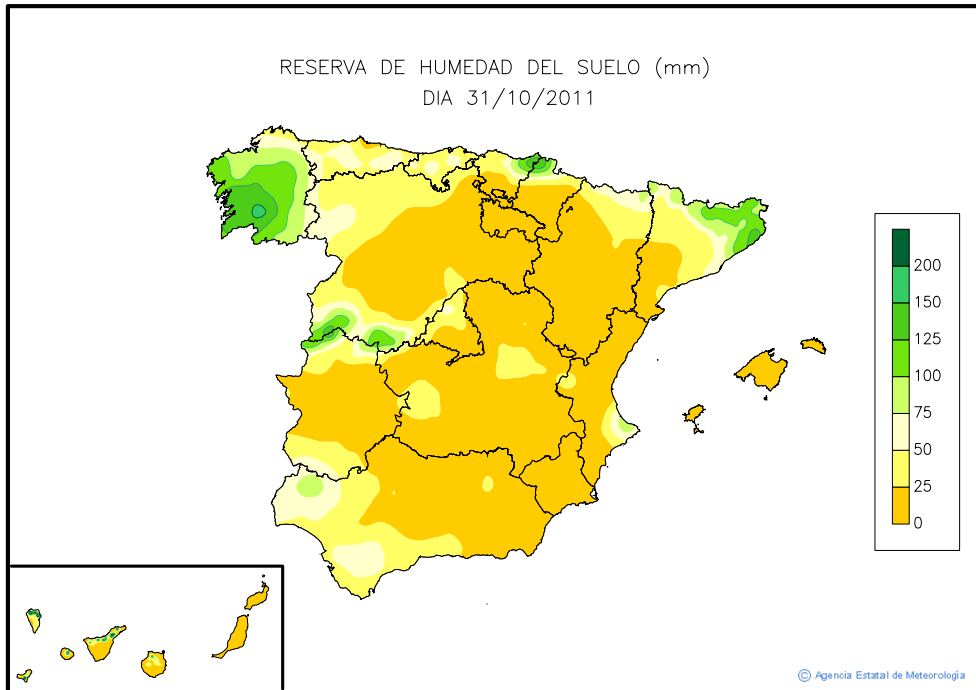 RESERVA DE HUMEDAD DEL SUELO (mm)
DIA 31/10/2011
200
150
125
100
75
50
25
0
© Agencia Estatal de Meteorología